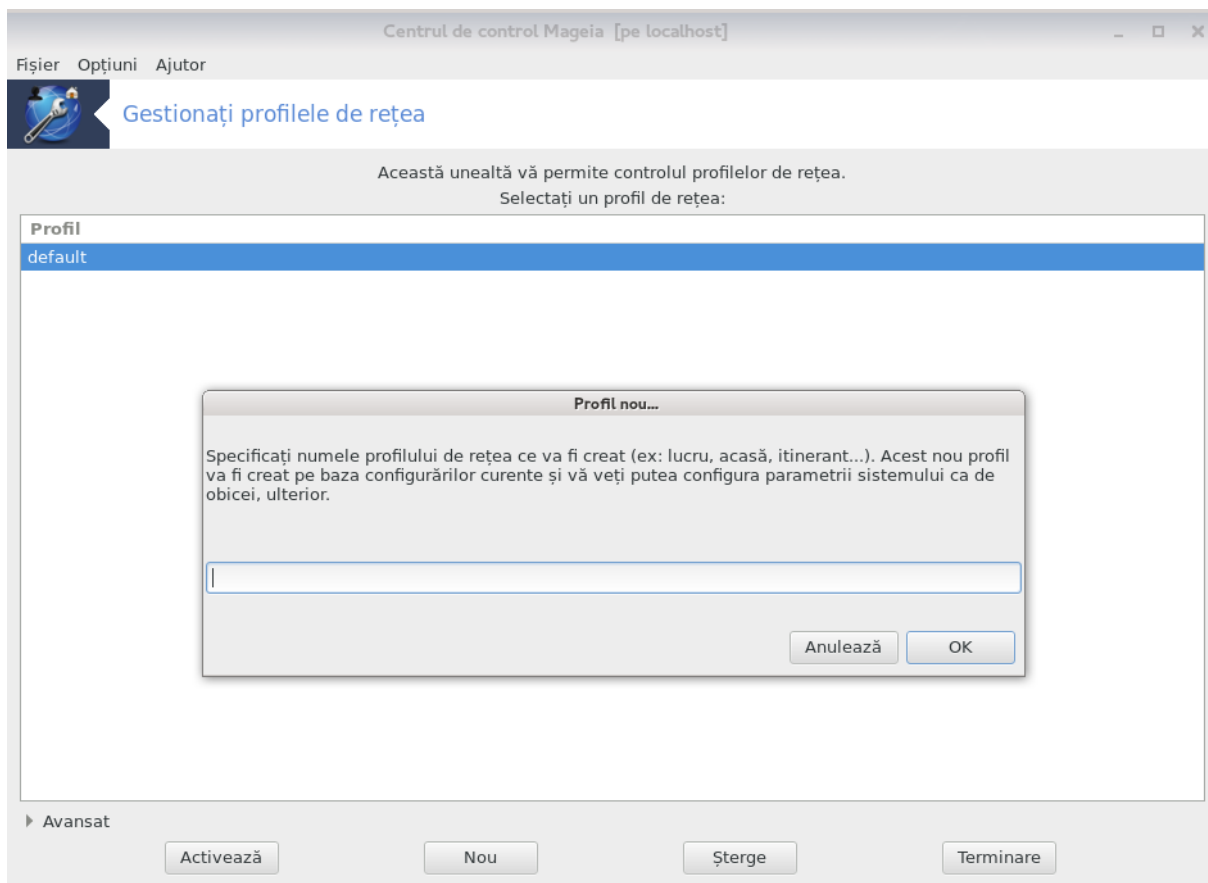 Centrul de control Mageia  [pe localhost]
Fișier Opțiuni Ajutor
Gestionați profilele de rețea
Această unealtă vă permite controlul profilelor de rețea.
Selectați un profil de rețea:
Profil
default
Profil nou...
Specificați numele profilului de rețea ce va fi creat (ex: lucru, acasă, itinerant...). Acest nou profil
va fi creat pe baza configurărilor curente și vă veți putea configura parametrii sistemului ca de
obicei, ulterior.
Anulează OK
Avansat
Activează Nou Șterge Terminare